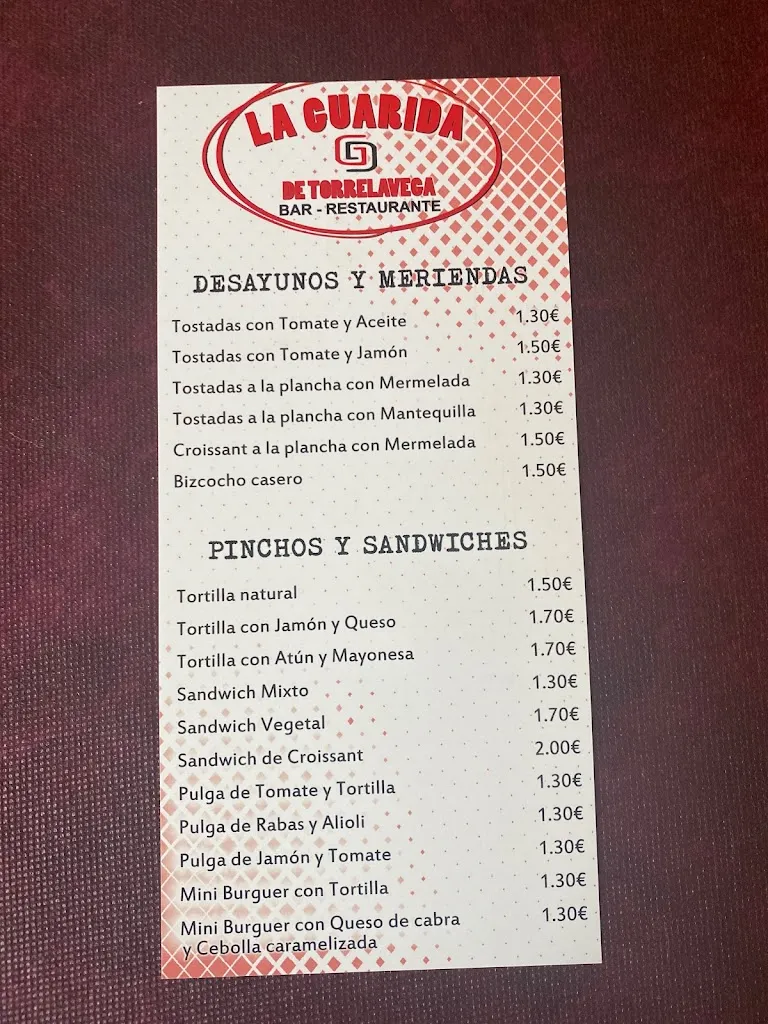 LA GUARIDA
DE TORRELAVEGA
BAR - RESTAURANTE
DESAYUNOS Y MERIENDAS
Tostadas con Tomate y Aceite 1.30€
Tostadas con Tomate y Jamón 1.50€
Tostadas a la plancha con Mermelada 1.30€
Tostadas a la plancha con Mantequilla 1.30€
Croissant a la plancha con Mermelada 1.50€
Bizcocho casero 1.50€
PINCHOS Y SANDWICHES
Tortilla natural 1.50€
Tortilla con Jamón y Queso 1.70€
Tortilla con Atún y Mayonesa 1.70€
Sandwich Mixto 1.30€
Sandwich Vegetal 1.70€
Sandwich de Croissant 2.00€
Pulga de Tomate y Tortilla 1.30€
Pulga de Rabas y Alioli 1.30€
Pulga de Jamón y Tomate 1.30€
Mini Burguer con Tortilla 1.30€
Mini Burguer con Queso de cabra 1.30€
y Cebolla caramelizada